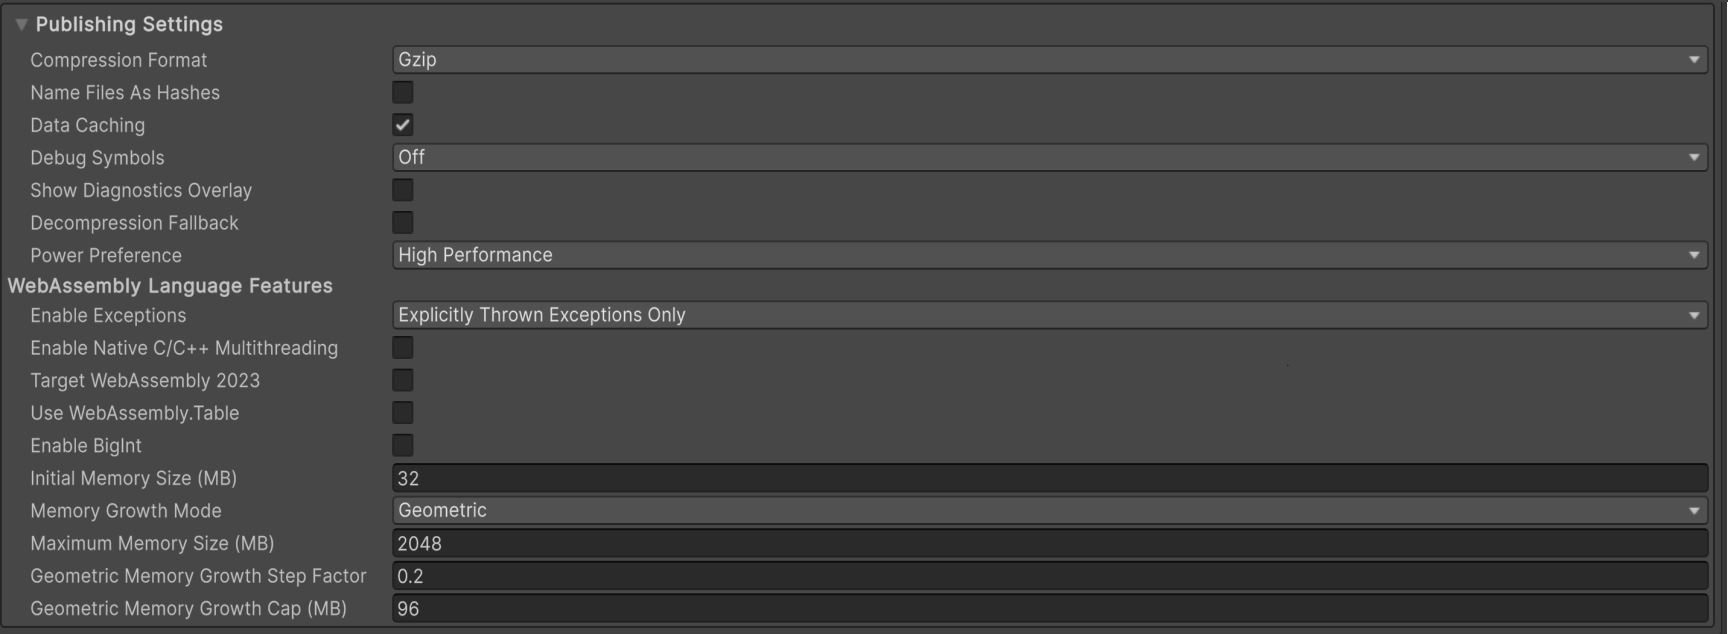 Publishing Settings
Compression Format Gzip
Name Files As Hashes
Data Caching
Debug Symbols Off
Show Diagnostics Overlay
Decompression Fallback
Power Preference High Performance
WebAssembly Language Features
Enable Exceptions Explicitly Thrown Exceptions Only
Enable Native C/C++ Multithreading
Target WebAssembly 2023
Use WebAssembly.Table
Enable BigInt
Initial Memory Size (MB) 32
Memory Growth Mode Geometric
Maximum Memory Size (MB) 2048
Geometric Memory Growth Step Factor 0.2
Geometric Memory Growth Cap (MB) 96